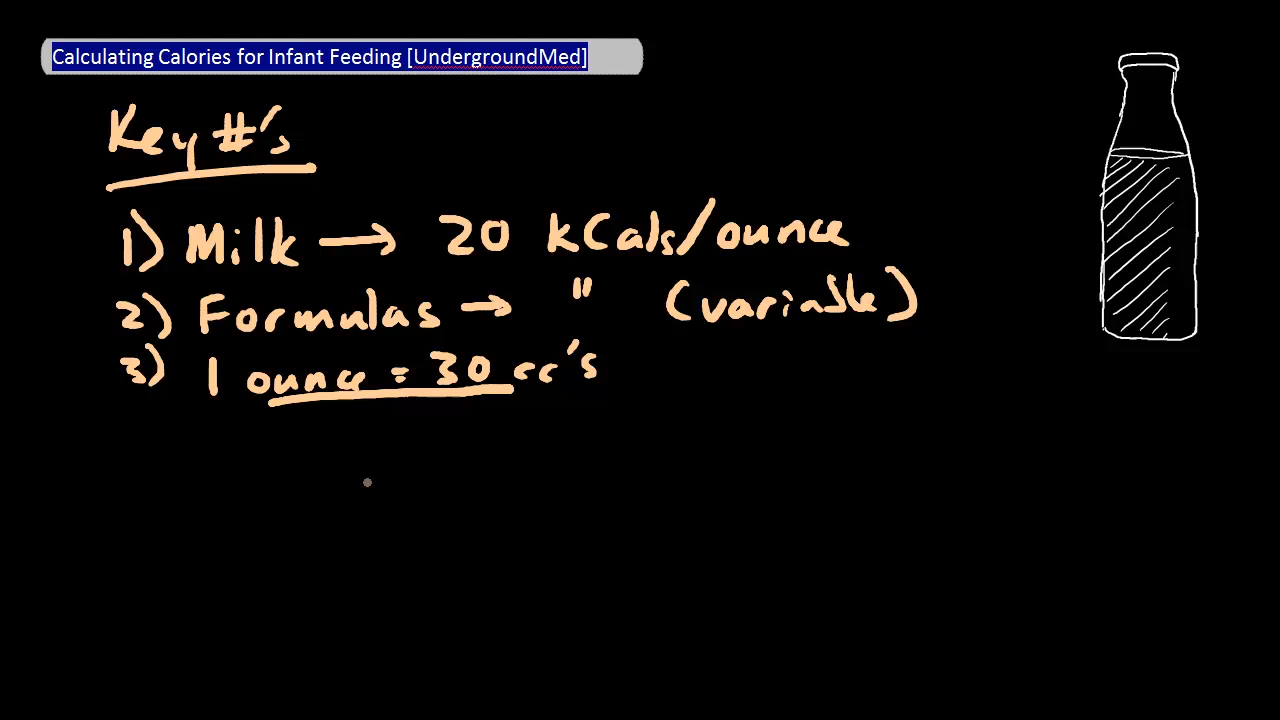 Calculating Calories for Infant Feeding [UndergroundMed]
Key #'s
1) Milk → 20 kCals/ounce
2) Formulas → " (variable)
3) 1 ounce = 30 cc's